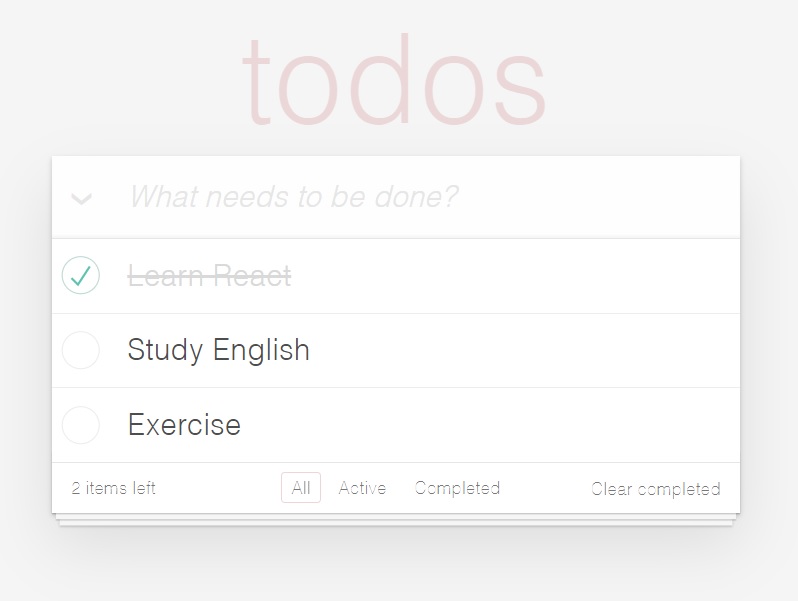 todos
What needs to be done?
Learn React
Study English
Exercise
2 items left All Active Completed Clear completed